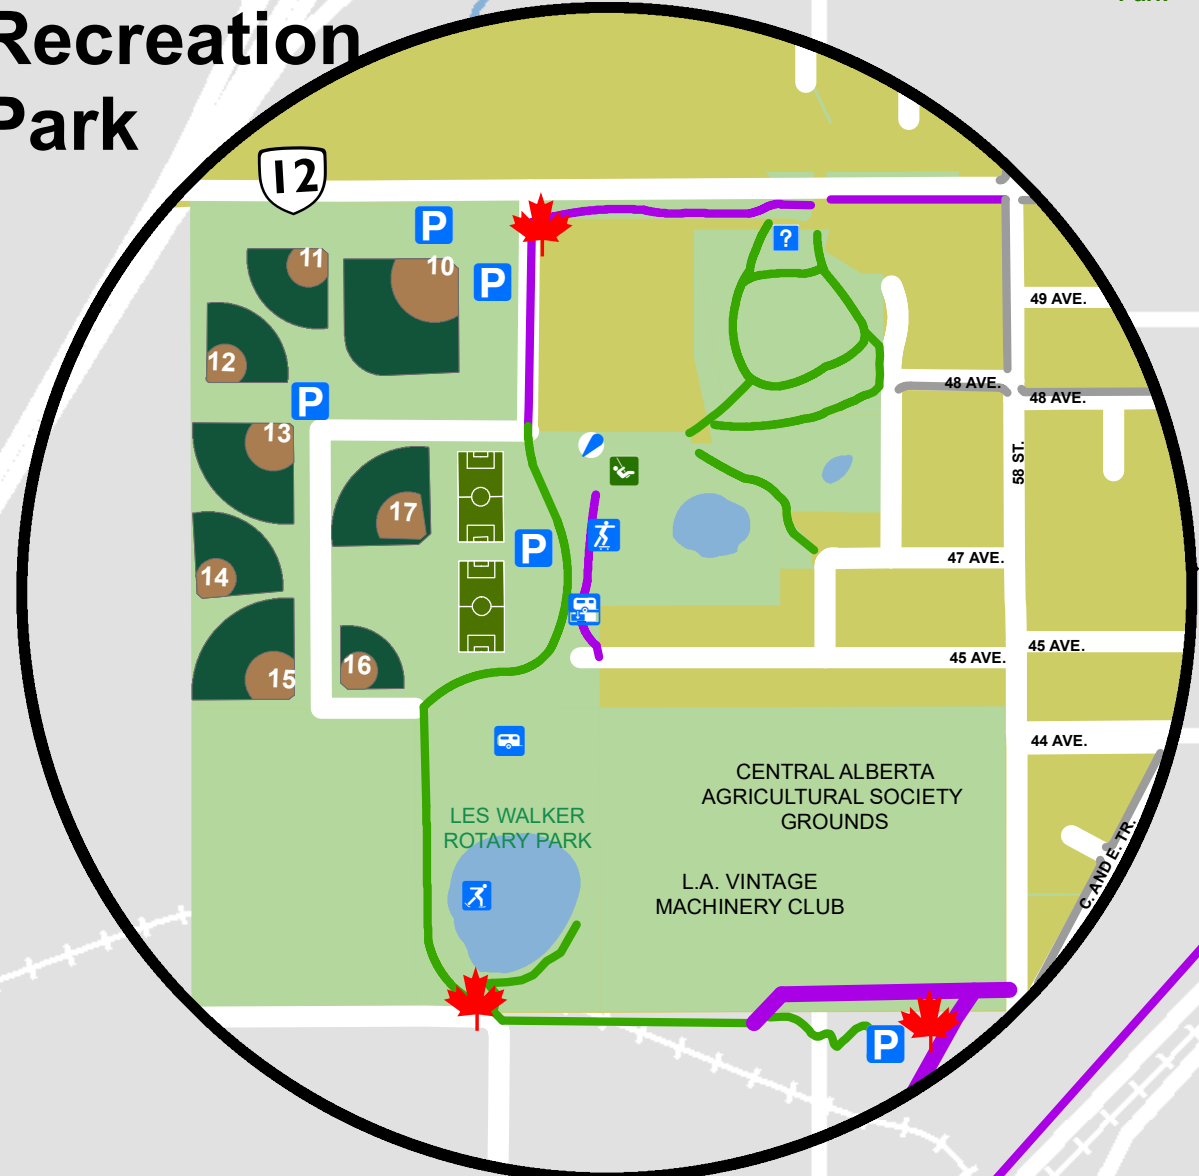 Recreation
Park
12
P
11
10
P
?
49 AVE.
12
P
48 AVE.
48 AVE.
13
58 ST.
17
P
14
47 AVE.
45 AVE.
45 AVE.
16
15
44 AVE.
CENTRAL ALBERTA
AGRICULTURAL SOCIETY
GROUNDS
LES WALKER
ROTARY PARK
L.A. VINTAGE
MACHINERY CLUB
C. AND E. TR.
P